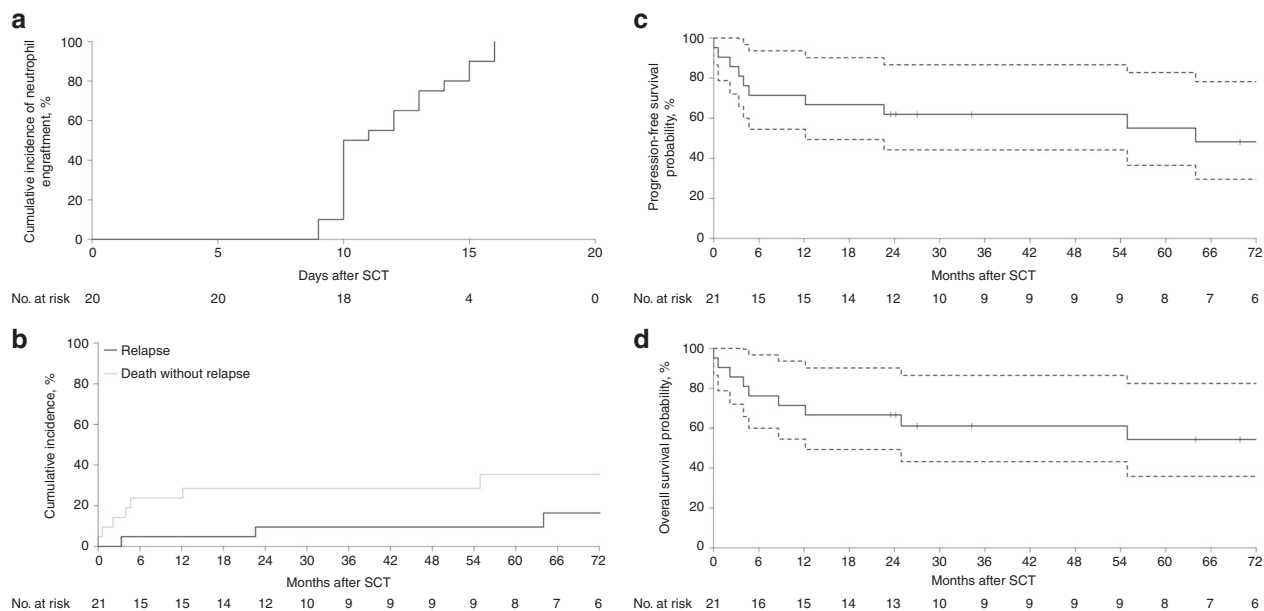 a
Cumulative incidence of neutrophil
engraftment, %
100
80
60
40
20
0
0 5 10 15 20
Days after SCT
No. at risk 20 20 18 4 0
b
Cumulative incidence, %
100
80
60
40
20
0
Relapse
Death without relapse
0 6 12 18 24 30 36 42 48 54 60 66 72
Months after SCT
No. at risk 21 15 15 14 12 10 9 9 9 9 8 7 6
c
Progression-free survival
probability, %
100
80
60
40
20
0
0 6 12 18 24 30 36 42 48 54 60 66 72
Months after SCT
No. at risk 21 15 15 14 12 10 9 9 9 9 8 7 6
d
Overall survival probability, %
100
80
60
40
20
0
0 6 12 18 24 30 36 42 48 54 60 66 72
Months after SCT
No. at risk 21 16 15 14 13 10 9 9 9 9 8 7 6